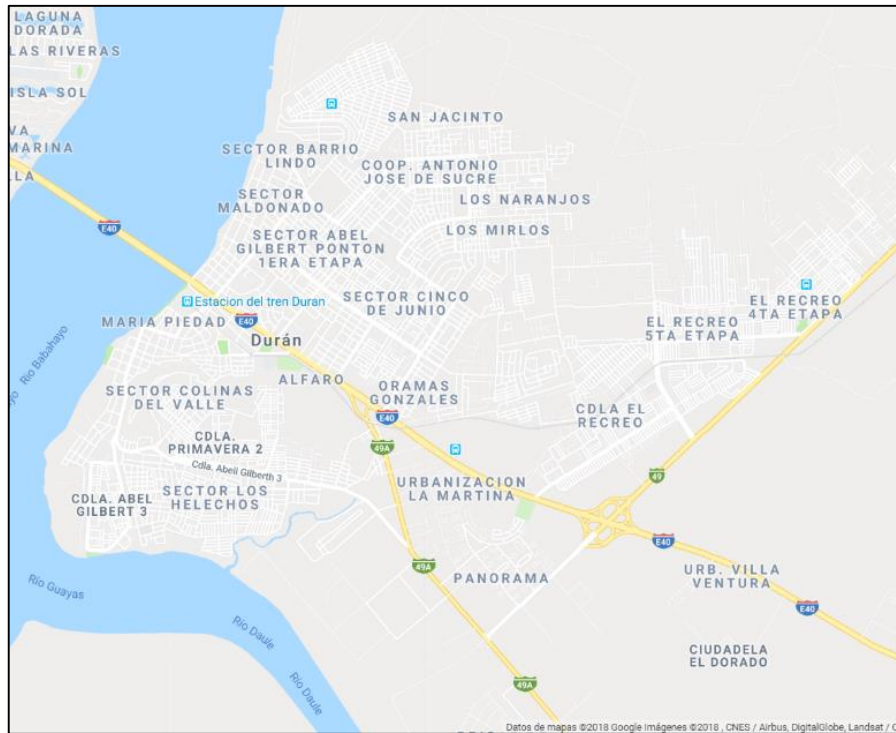 LAGUNA
DORADA
LAS RIVERAS
ISLA SOL
MARINA
SAN JACINTO
SECTOR BARRIO
LINDO
COOP. ANTONIO
JOSE DE SUCRE
SECTOR
MALDONADO
LOS NARANJOS
E40
SECTOR ABEL
GILBERT PONTON
1ERA ETAPA
LOS MIRLOS
Estacion del tren Duran
SECTOR CINCO
DE JUNIO
EL RECREO
4TA ETAPA
MARIA PIEDAD
E40
EL RECREO
5TA ETAPA
Durán
Río Babahayo
ALFARO
ORAMAS
GONZALES
SECTOR COLINAS
DEL VALLE
E40
CDLA EL
RECREO
CDLA.
PRIMAVERA 2
49A
Cdla. Abell Gilberth 3
49
CDLA. ABEL
GILBERT 3
SECTOR LOS
HELECHOS
URBANIZACION
LA MARTINA
E40
49A
PANORAMA
URB. VILLA
VENTURA
Río Guayas
E40
Río Daule
CIUDADELA
EL DORADO
Río Daule
49A
Datos de mapas ©2018 Google Imágenes ©2018 , CNES / Airbus, DigitalGlobe, Landsat / C